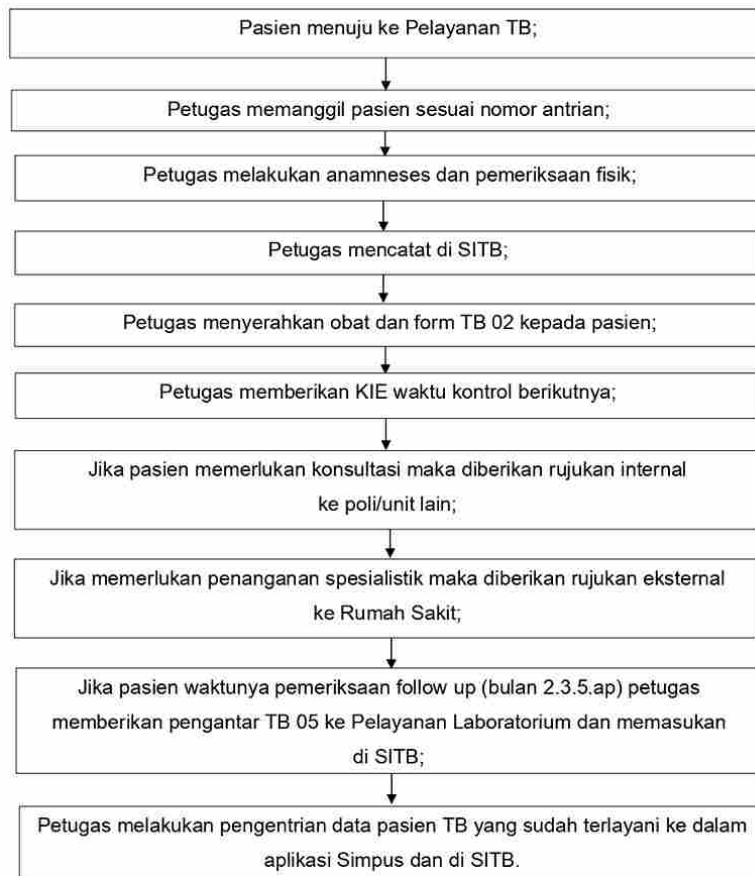 Pasien menuju ke Pelayanan TB;
Petugas memanggil pasien sesuai nomor antrian;
Petugas melakukan anamneses dan pemeriksaan fisik;
Petugas mencatat di SITB;
Petugas menyerahkan obat dan form TB 02 kepada pasien;
Petugas memberikan KIE waktu kontrol berikutnya;
Jika pasien memerlukan konsultasi maka diberikan rujukan internal
ke poli/unit lain;
Jika memerlukan penanganan spesialistik maka diberikan rujukan eksternal
ke Rumah Sakit;
Jika pasien waktunya pemeriksaan follow up (bulan 2.3.5.ap) petugas
memberikan pengantar TB 05 ke Pelayanan Laboratorium dan memasukan
di SITB;
Petugas melakukan pengentrian data pasien TB yang sudah terlayani ke dalam
aplikasi Simpus dan di SITB.